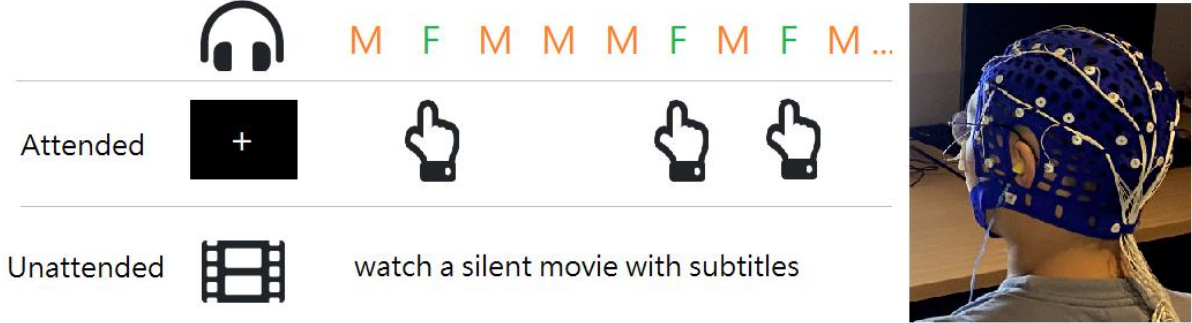 M F M M M F M F M ...
Attended
+
Unattended
watch a silent movie with subtitles